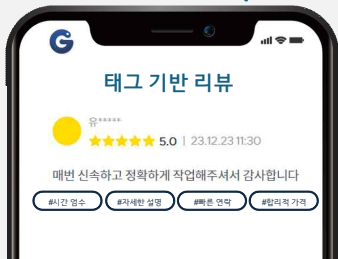 G
태그 기반 리뷰
유*****
5.0 | 23.12.23 11:30
매번 신속하고 정확하게 작업해주셔서 감사합니다
#시간 엄수 #자세한 설명 #빠른 연락 #합리적 가격